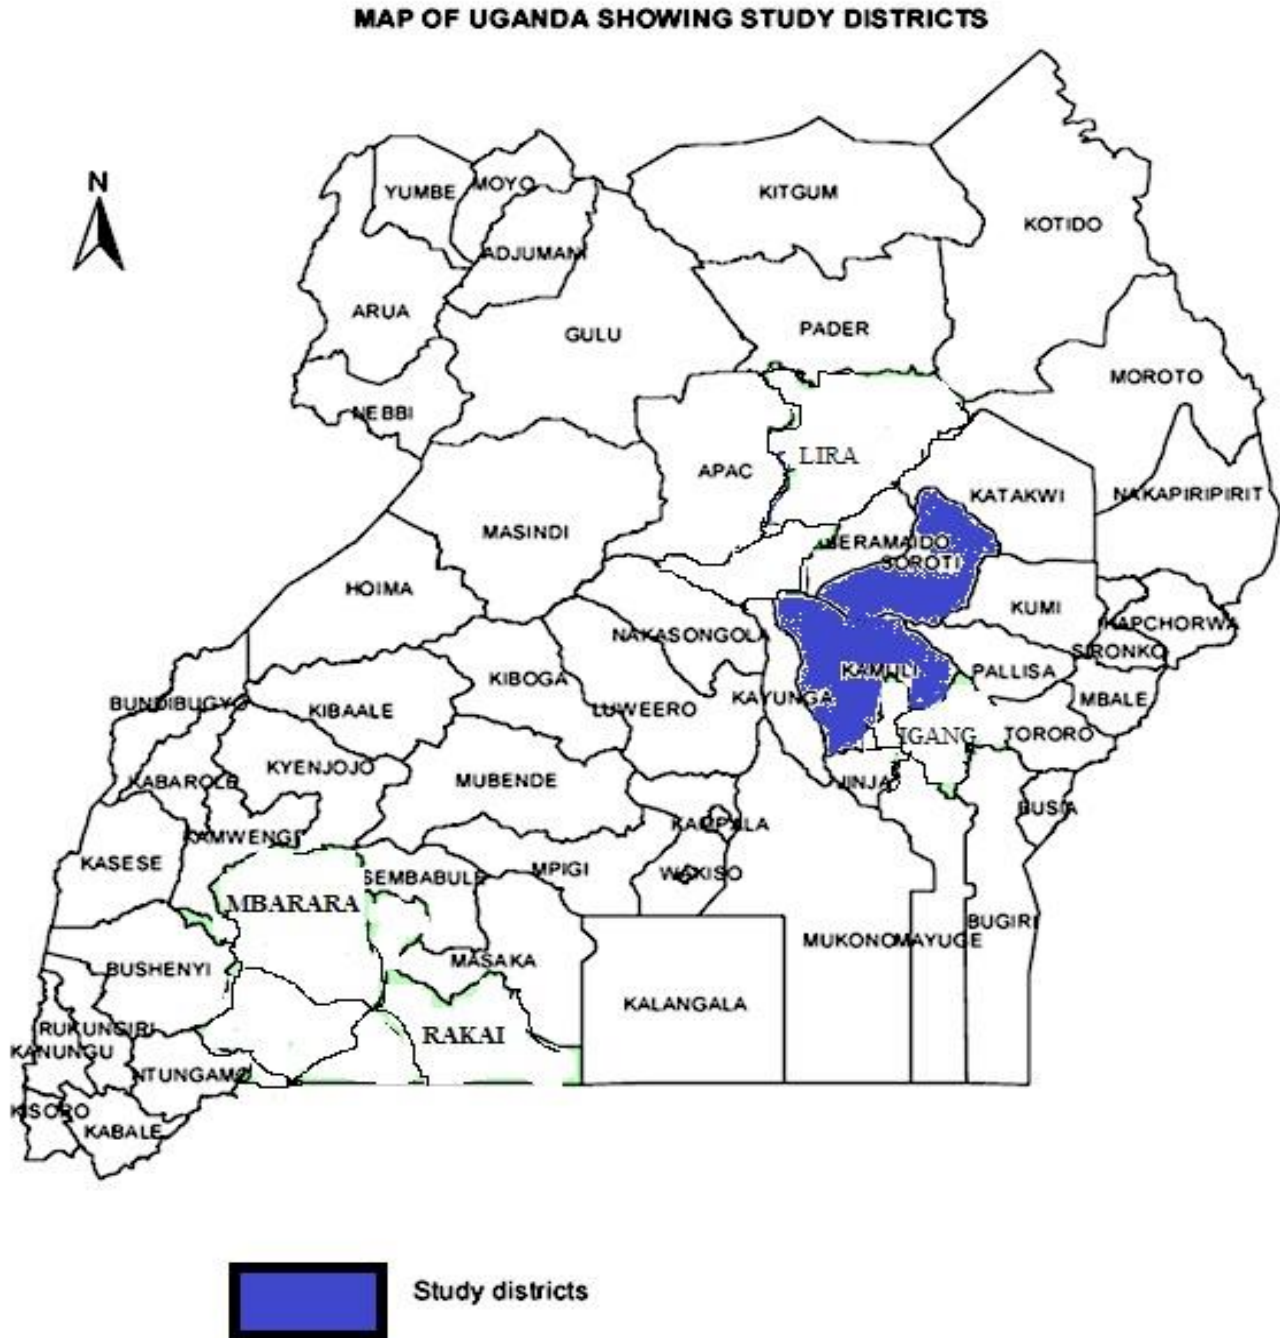 MAP OF UGANDA SHOWING STUDY DISTRICTS
N
YUMBE
MOYO
KITGUM
KOTIDO
ADJUMANI
ARUA
GULU
PADER
MOROTO
NEBBI
LIRA
APAC
KATAKWI
NAKAPIRIPIRIT
MASINDI
BERAMAIDO
SOROTI
HOIMA
KUMI
KAPCHORWA
NAKASONGOLA
SIRONKO
KIBOGA
KAMULI
PALLISA
BUNDIBUGYO
KIBAALE
LUWEERO
KAYUNGA
MBALE
IGANG
TORORO
KYENJOJO
KABAROLE
MUBENDE
JINJA
BUSIA
KAMPALA
KAMWENGE
KASESE
SEMBABULE
MPIGI
WAKISO
MBARARA
BUGIRI
MUKONO
MAYUGE
MASAKA
BUSHENYI
KALANGALA
RUKUNGIRI
RAKAI
KANUNGU
NTUNGAMO
KISORO
KABALE
Study districts